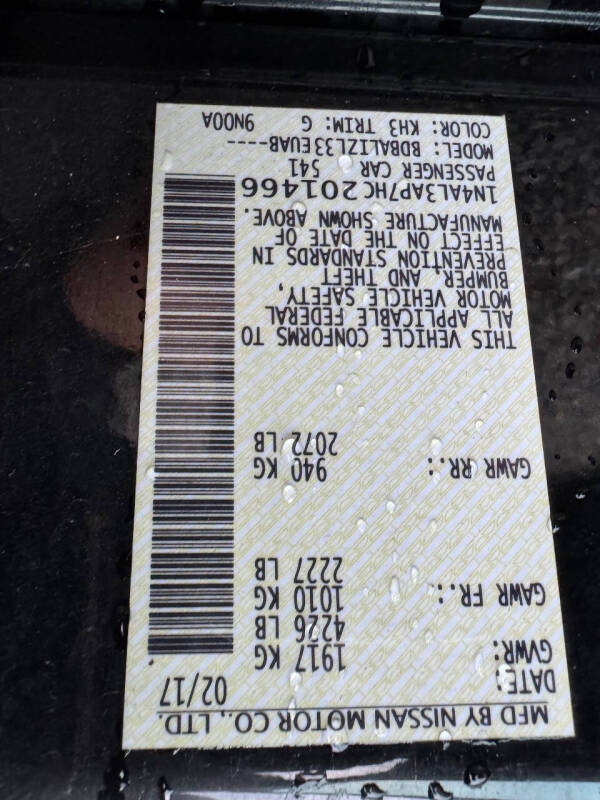 MFD BY NISSAN MOTOR CO., LTD.
DATE: 02/17
GVWR: 1917 KG
4226 LB
GAWR FR.: 1010 KG
2227 LB
GAWR RR.: 940 KG
2072 LB
THIS VEHICLE CONFORMS TO
ALL APPLICABLE FEDERAL
MOTOR VEHICLE SAFETY,
BUMPER, AND THEFT
PREVENTION STANDARDS IN
EFFECT ON THE DATE OF
MANUFACTURE SHOWN ABOVE.
1N4AL3AP7HC201466
PASSENGER CAR 541
MODEL: BDBALIZL33EUAB----
COLOR: KH3 TRIM: G 9N00A